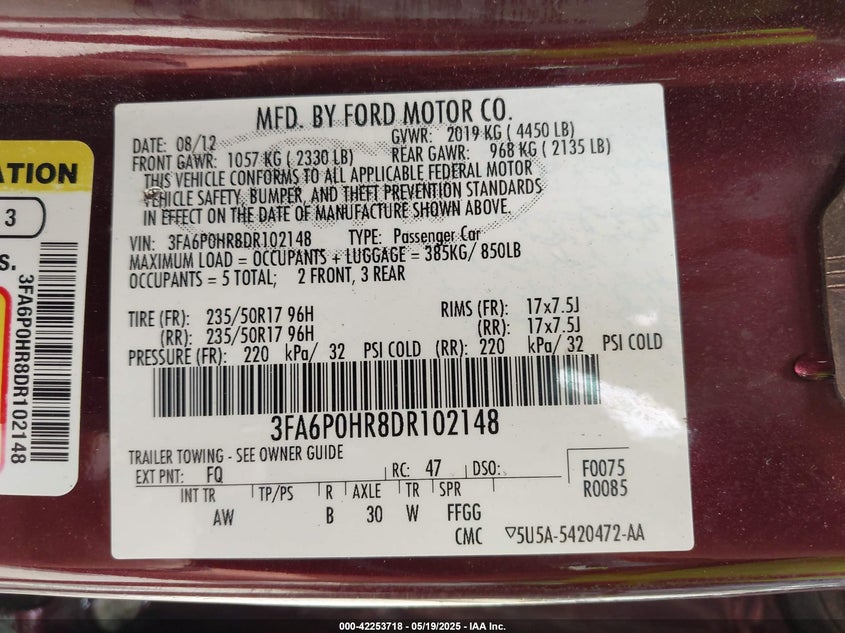 MFD. BY FORD MOTOR CO.
DATE: 08/12 GVWR: 2019 KG ( 4450 LB)
FRONT GAWR: 1057 KG ( 2330 LB) REAR GAWR: 968 KG ( 2135 LB)
THIS VEHICLE CONFORMS TO ALL APPLICABLE FEDERAL MOTOR
VEHICLE SAFETY, BUMPER, AND THEFT PREVENTION STANDARDS
IN EFFECT ON THE DATE OF MANUFACTURE SHOWN ABOVE.
VIN: 3FA6P0HR8DR102148 TYPE: Passenger Car
MAXIMUM LOAD = OCCUPANTS + LUGGAGE = 385KG/ 850LB
OCCUPANTS = 5 TOTAL; 2 FRONT, 3 REAR
TIRE (FR): 235/50R17 96H RIMS (FR): 17x7.5J
(RR): 235/50R17 96H (RR): 17x7.5J
PRESSURE (FR): 220 kPa/ 32 PSI COLD (RR): 220 kPa/ 32 PSI COLD
3FA6P0HR8DR102148
TRAILER TOWING - SEE OWNER GUIDE
EXT PNT: FQ RC: 47 DSO: F0075
R0085
INT TR TP/PS R AXLE TR SPR
AW B 30 W FFGG
CMC ▽5U5A-5420472-AA
ATION
3
S.
3FA6P0HR8DR102148
000-42253718 - 05/19/2025 - IAA Inc.